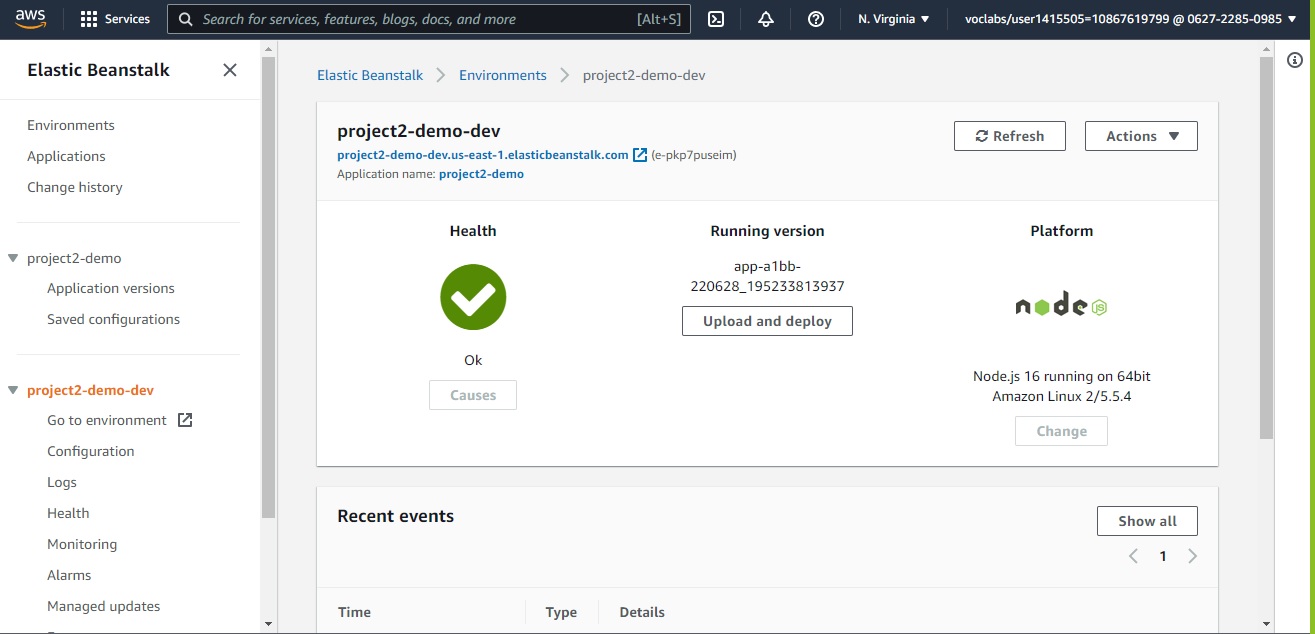 aws
Services
Search for services, features, blogs, docs, and more
[Alt+S]
N. Virginia
voclabs/user1415505=10867619799 @ 0627-2285-0985
Elastic Beanstalk
Environments
Applications
Change history
project2-demo
Application versions
Saved configurations
project2-demo-dev
Go to environment
Configuration
Logs
Health
Monitoring
Alarms
Managed updates
Elastic Beanstalk > Environments > project2-demo-dev
project2-demo-dev
project2-demo-dev.us-east-1.elasticbeanstalk.com (e-pkp7puseim)
Application name: project2-demo
Refresh
Actions
Health
Ok
Causes
Running version
app-a1bb-
220628_195233813937
Upload and deploy
Platform
node
JS
Node.js 16 running on 64bit
Amazon Linux 2/5.5.4
Change
Recent events
Show all
1
Time
Type
Details